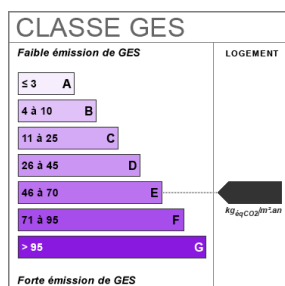 CLASSE GES
Faible émission de GES
LOGEMENT
≤ 3 A
4 à 10 B
11 à 25 C
26 à 45 D
46 à 70 E
kgéqCO2/m².an
71 à 95 F
> 95 G
Forte émission de GES